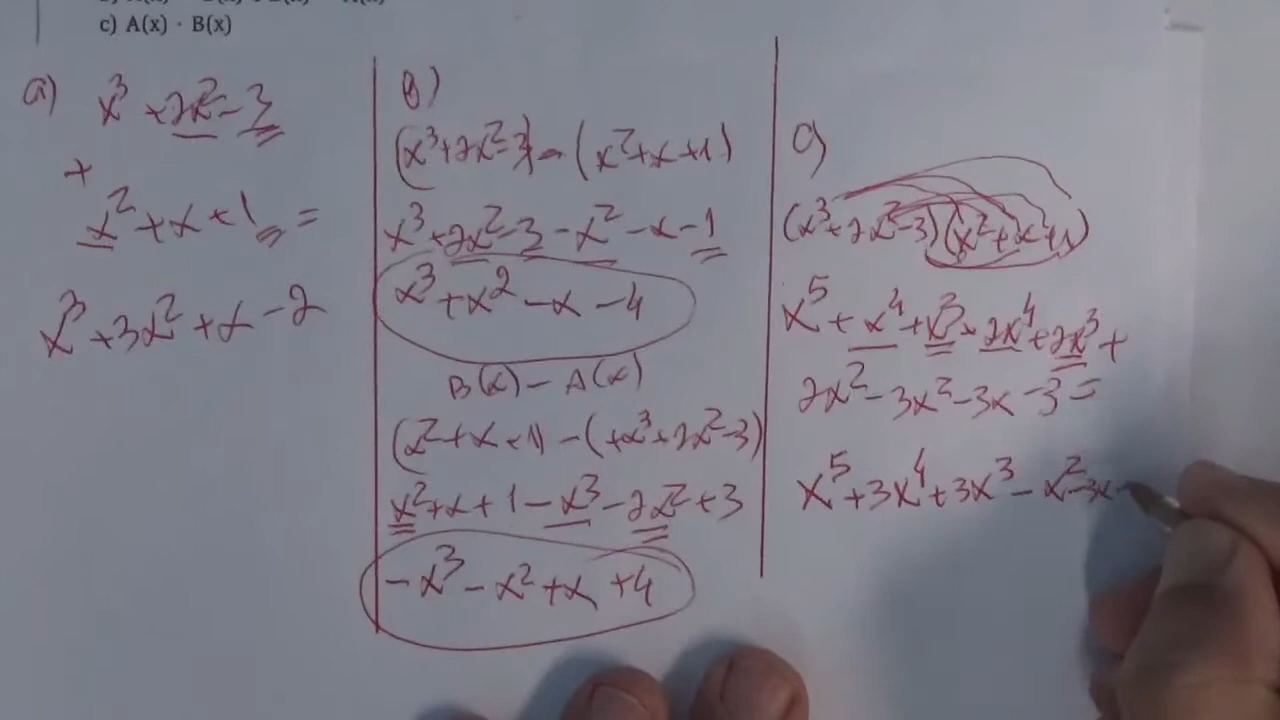 c) A(x) · B(x)
a) x³ + 2x² - 3
+
x² + x + 1 =
x³ + 3x² + x - 2
B)
(x³ + 2x² - 3) - (x² + x + 1)
x³ + 2x² - 3 - x² - x - 1
x³ + x² - x - 4
B(x) - A(x)
(x² + x + 1) - (+x³ + 2x² - 3)
x² + x + 1 - x³ - 2x² + 3
-x³ - x² + x + 4
c)
(x³ + 2x² - 3)(x² + x + 1)
x⁵ + x⁴ + x³ + 2x⁴ + 2x³ +
2x² - 3x² - 3x - 3 =
x⁵ + 3x⁴ + 3x³ - x² - 3x -